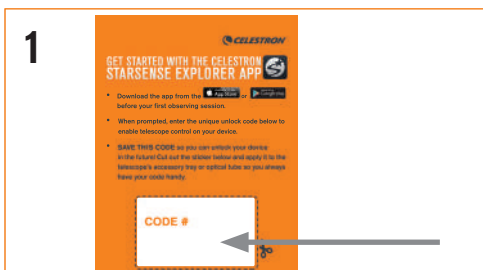 1
CELESTRON
GET STARTED WITH THE CELESTRON
STARSENSE EXPLORER APP
• Download the app from the App Store or Google Play
before your first observing session.
• When prompted, enter the unique unlock code below to
enable telescope control on your device.
• SAVE THIS CODE so you can unlock your device
in the future! Cut out the sticker below and apply it to the
telescope's accessory tray or optical tube so you always
have your code handy.
CODE #